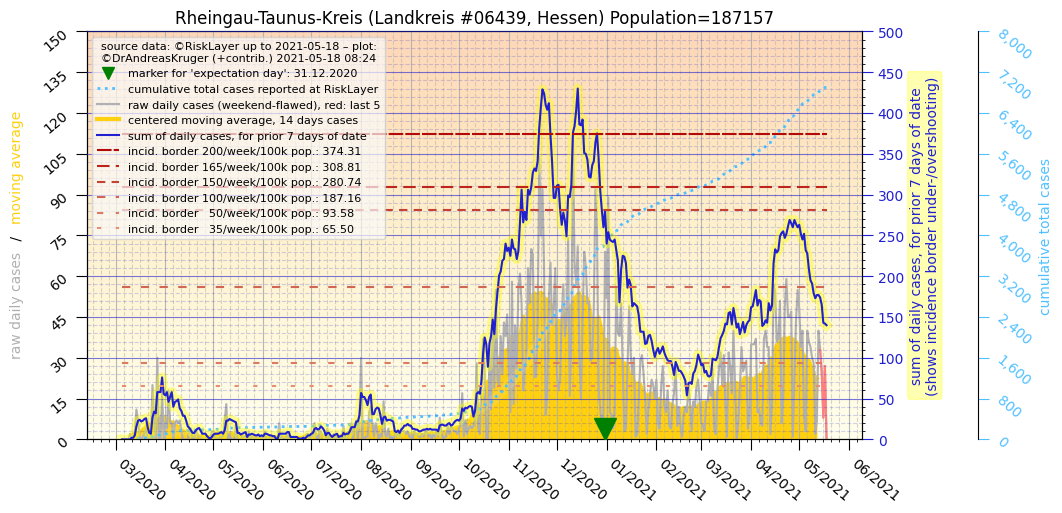 Rheingau-Taunus-Kreis (Landkreis #06439, Hessen) Population=187157
source data: ©RiskLayer up to 2021-05-18 – plot:
©DrAndreasKruger (+contrib.) 2021-05-18 08:24
marker for 'expectation day': 31.12.2020
cumulative total cases reported at RiskLayer
raw daily cases (weekend-flawed), red: last 5
centered moving average, 14 days cases
sum of daily cases, for prior 7 days of date
incid. border 200/week/100k pop.: 374.31
incid. border 165/week/100k pop.: 308.81
incid. border 150/week/100k pop.: 280.74
incid. border 100/week/100k pop.: 187.16
incid. border 50/week/100k pop.: 93.58
incid. border 35/week/100k pop.: 65.50
raw daily cases / moving average
150
135
120
105
90
75
60
45
30
15
0
03/2020
04/2020
05/2020
06/2020
07/2020
08/2020
09/2020
10/2020
11/2020
12/2020
01/2021
02/2021
03/2021
04/2021
05/2021
06/2021
500
450
400
350
300
250
200
150
100
50
0
sum of daily cases, for prior 7 days of date
(shows incidence border under-/overshooting)
8,000
7,200
6,400
5,600
4,800
4,000
3,200
2,400
1,600
800
0
cumulative total cases